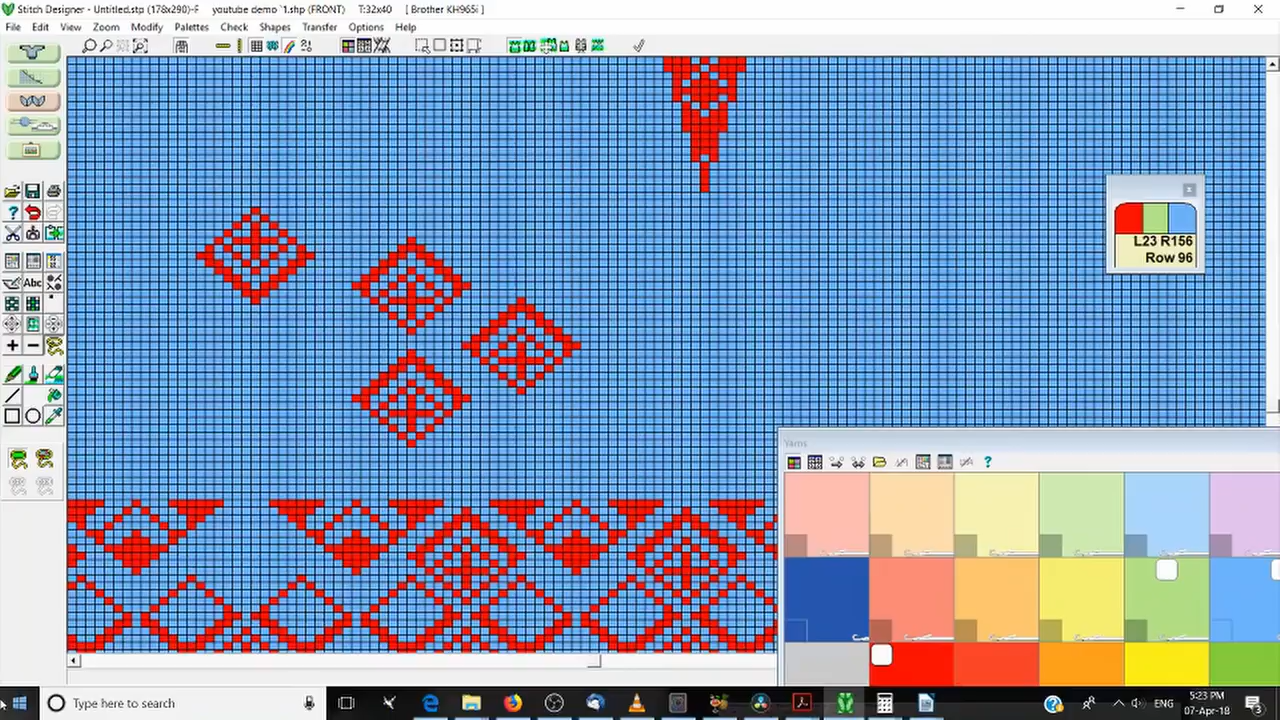 Stitch Designer - Untitled.stp (178x290)-F youtube demo `1.shp (FRONT) T:32x40 [ Brother KH965i ]
File Edit View Zoom Modify Palettes Check Shapes Transfer Options Help
L23 R156
Row 96
Abc
Yarns
Type here to search
ENG
5:23 PM
07-Apr-18